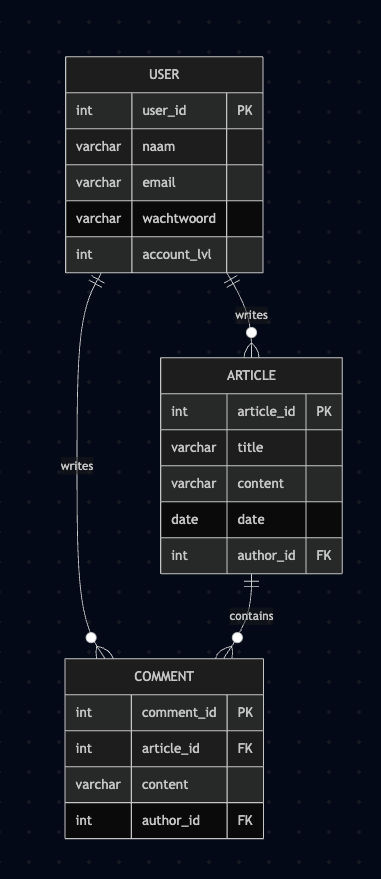 USER
int user_id PK
varchar naam
varchar email
varchar wachtwoord
int account_lvl
writes
ARTICLE
int article_id PK
varchar title
varchar content
date date
int author_id FK
writes
contains
COMMENT
int comment_id PK
int article_id FK
varchar content
int author_id FK